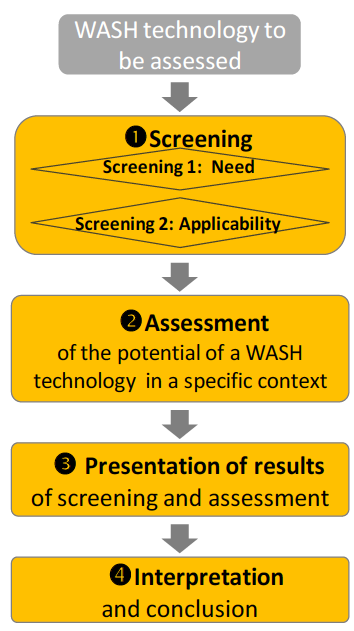 WASH technology to
be assessed
❶Screening
Screening 1: Need
Screening 2: Applicability
❷Assessment
of the potential of a WASH
technology in a specific context
❸ Presentation of results
of screening and assessment
❹Interpretation
and conclusion